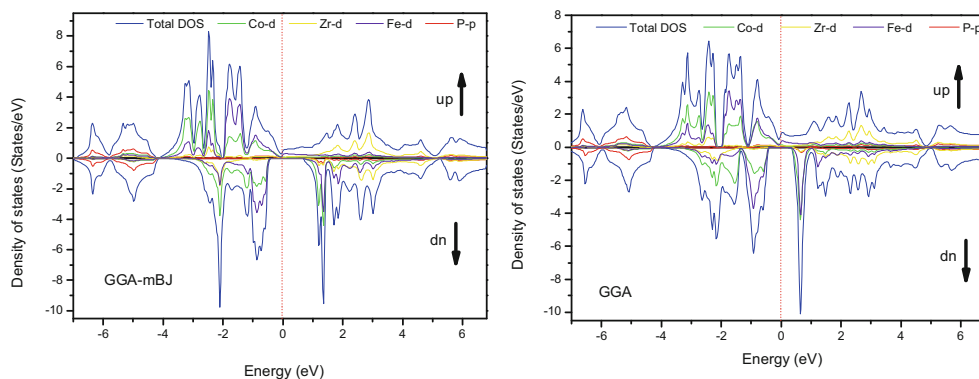 Total DOS Co-d Zr-d Fe-d P-p
8
6
4
2
0
2
4
6
-8
-10
-6 -4 -2 0 2 4 6
Density of states (States/eV)
Energy (eV)
up
dn
GGA-mBJ
Total DOS Co-d Zr-d Fe-d P-p
8
6
4
2
0
-2
-4
-6
-8
-10
-6 -4 -2 0 2 4 6
Density of states (States/eV)
Energy (eV)
up
dn
GGA